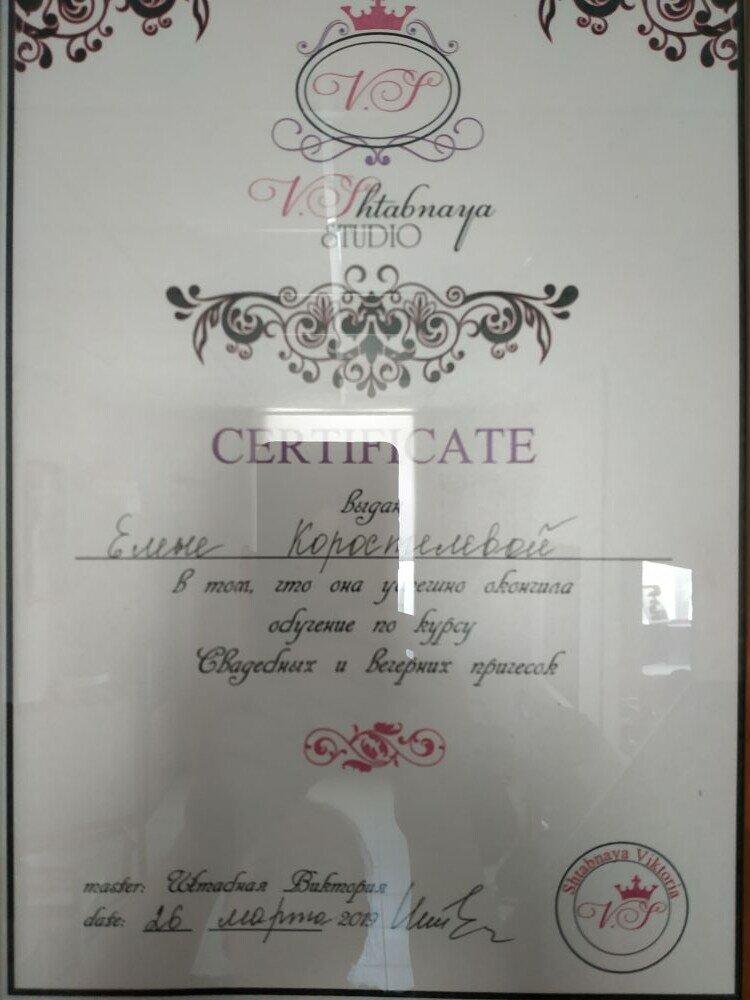 V.S
V.Shtabnaya
STUDIO
CERTIFICATE
выдан
Елене Коростелевой
в том, что она успешно окончила
обучение по курсу
Свадебных и вечерних причесок
master: Штабная Виктория
date: 26 марта 2019
Shtabnaya Viktoria
V.S